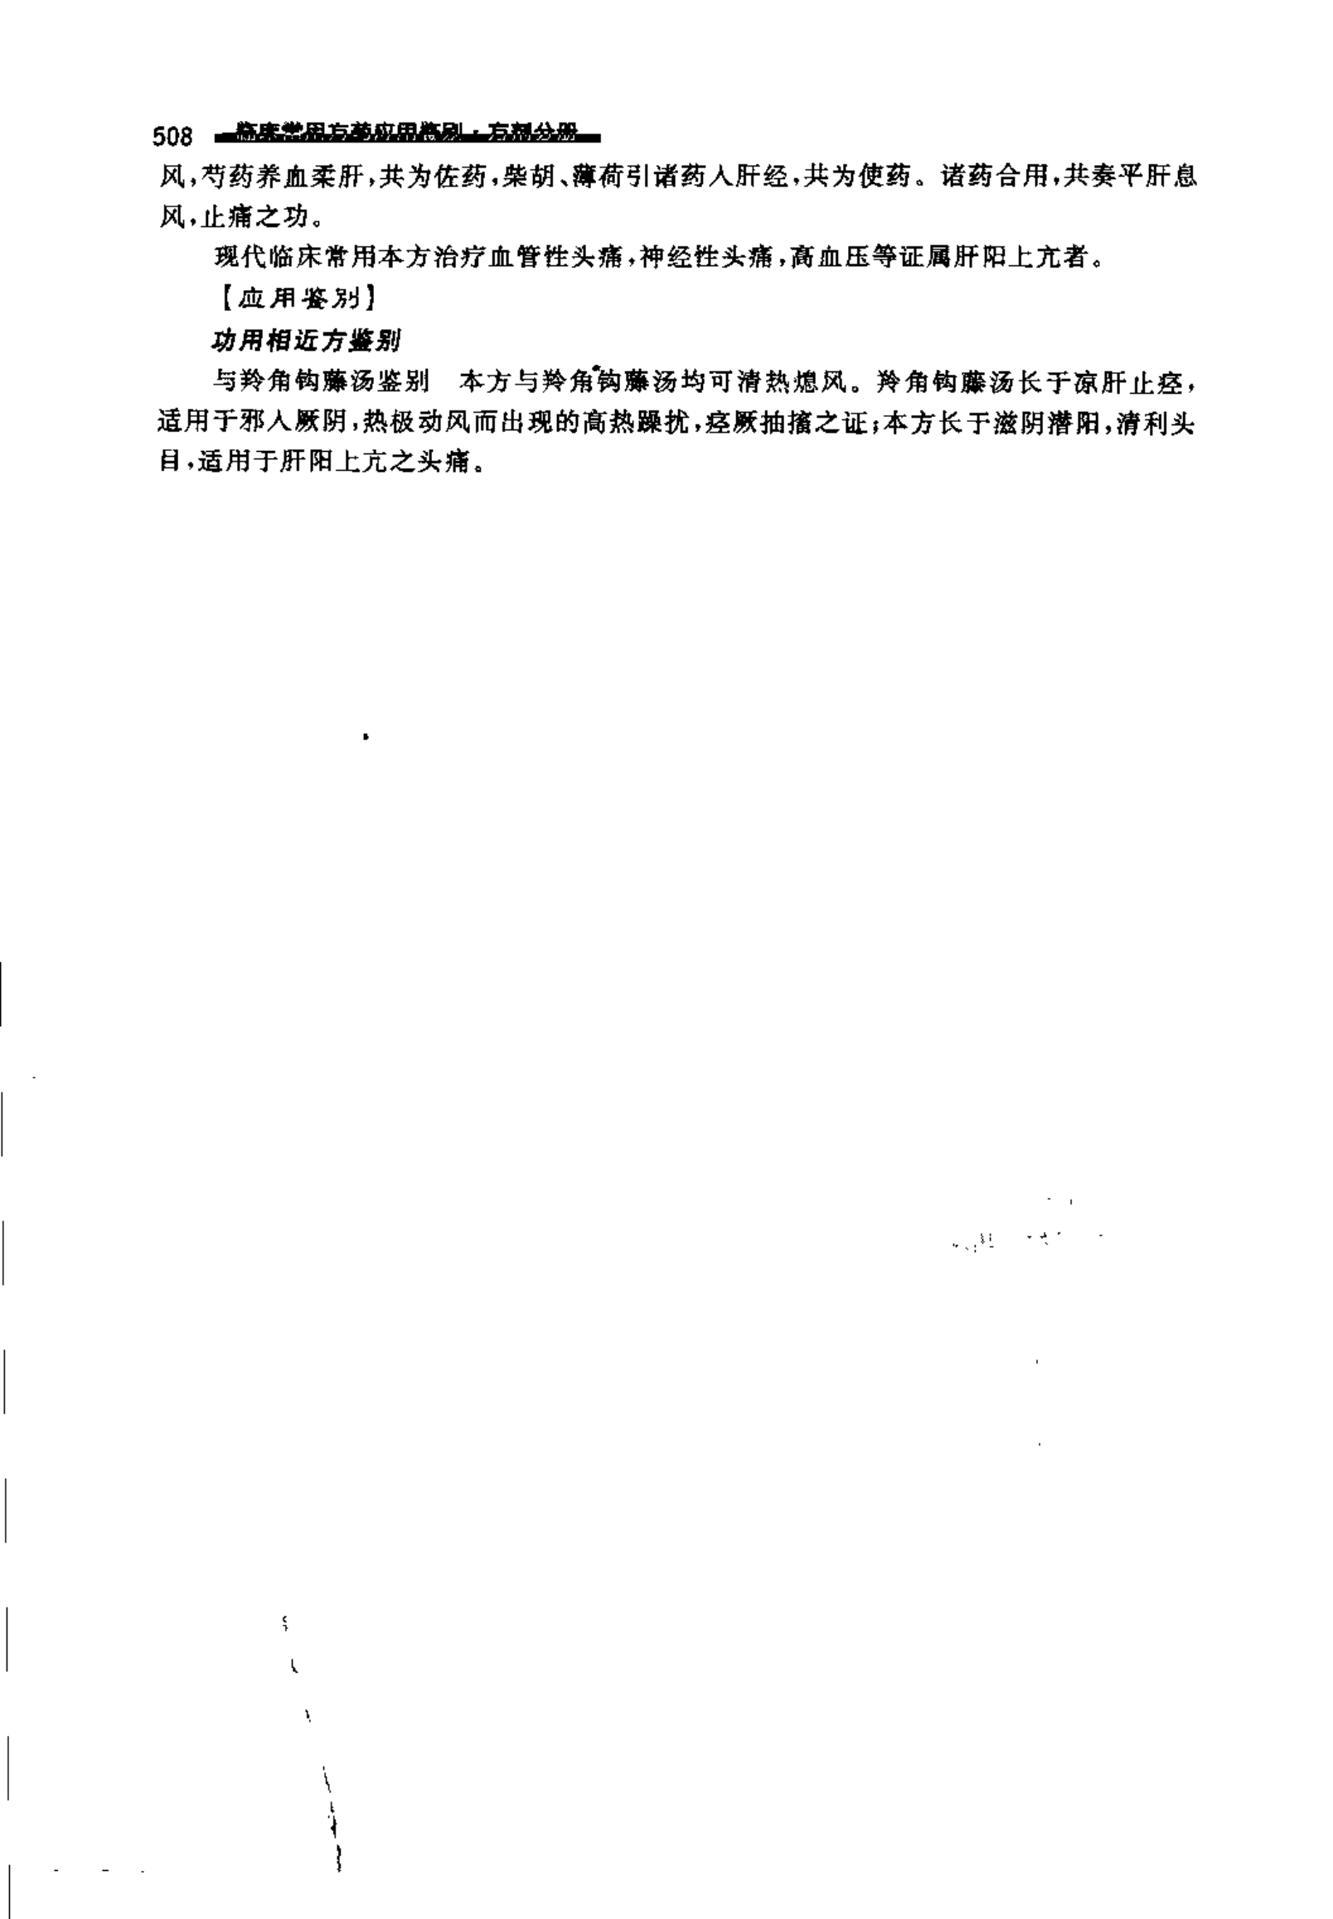 508 临床常用方药应用鉴别·方剂分册
风,芍药养血柔肝,共为佐药,柴胡、薄荷引诸药入肝经,共为使药。诸药合用,共奏平肝息
风,止痛之功。
现代临床常用本方治疗血管性头痛,神经性头痛,高血压等证属肝阳上亢者。
【应用鉴别】
功用相近方鉴别
与羚角钩藤汤鉴别 本方与羚角钩藤汤均可清热熄风。羚角钩藤汤长于凉肝止痉,
适用于邪入厥阴,热极动风而出现的高热躁扰,痉厥抽搐之证;本方长于滋阴潜阳,清利头
目,适用于肝阳上亢之头痛。